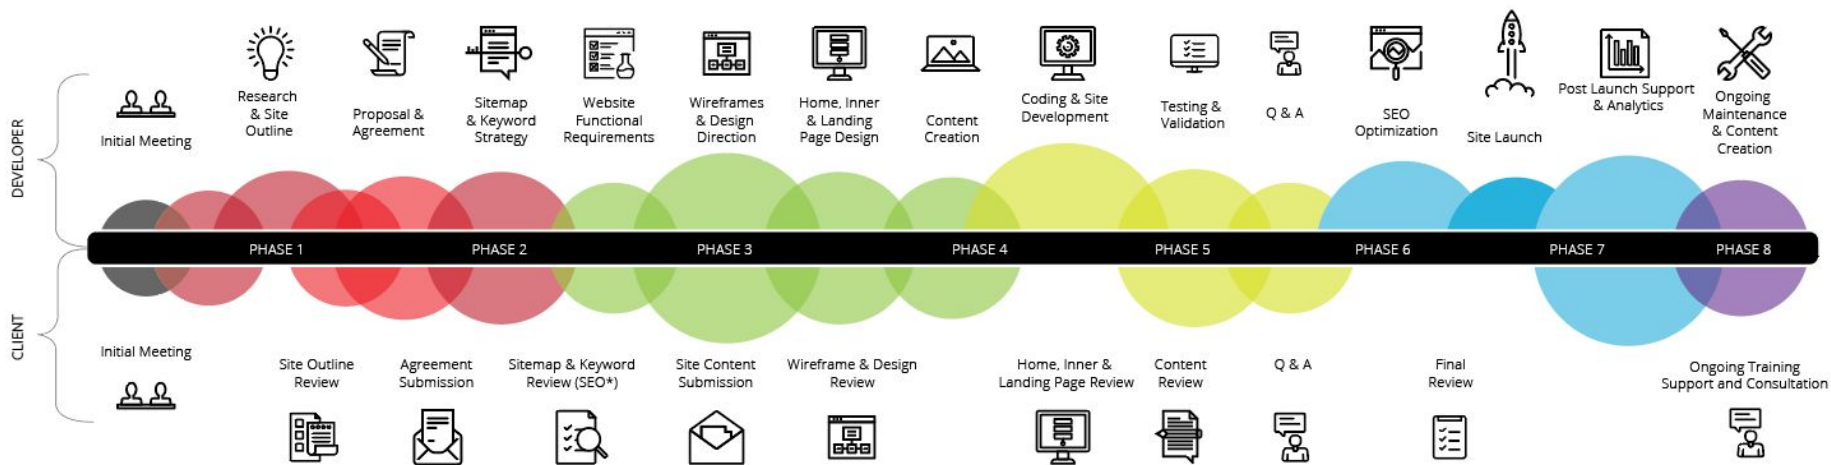 DEVELOPER
Initial Meeting
Research
& Site
Outline
Proposal &
Agreement
Sitemap
& Keyword
Strategy
Website
Functional
Requirements
Wireframes
& Design
Direction
Home, Inner
& Landing
Page Design
Content
Creation
Coding & Site
Development
Testing &
Validation
Q & A
SEO
Optimization
Site Launch
Post Launch Support
& Analytics
Ongoing
Maintenance
& Content
Creation
PHASE 1
PHASE 2
PHASE 3
PHASE 4
PHASE 5
PHASE 6
PHASE 7
PHASE 8
CLIENT
Initial Meeting
Site Outline
Review
Agreement
Submission
Sitemap & Keyword
Review (SEO*)
Site Content
Submission
Wireframe & Design
Review
Home, Inner &
Landing Page Review
Content
Review
Q & A
Final
Review
Ongoing Training
Support and Consultation